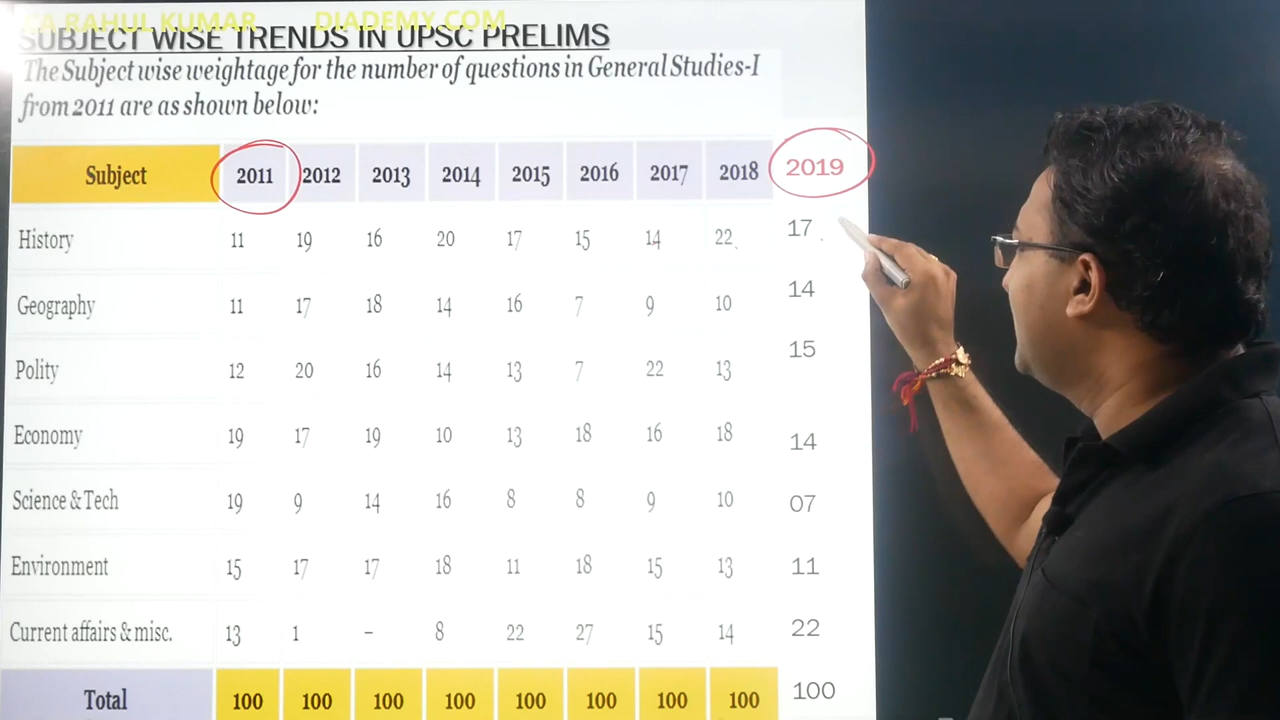 CA RAHUL KUMAR DIADEMY.COM
SUBJECT WISE TRENDS IN UPSC PRELIMS
The Subject wise weightage for the number of questions in General Studies-I
from 2011 are as shown below:
Subject 2011 2012 2013 2014 2015 2016 2017 2018 2019
History 11 19 16 20 17 15 14 22 17
Geography 11 17 18 14 16 7 9 10 14
Polity 12 20 16 14 13 7 22 13 15
Economy 19 17 19 10 13 18 16 18 14
Science & Tech 19 9 14 16 8 8 9 10 07
Environment 15 17 17 18 11 18 15 13 11
Current affairs & misc. 13 1 – 8 22 27 15 14 22
Total 100 100 100 100 100 100 100 100 100